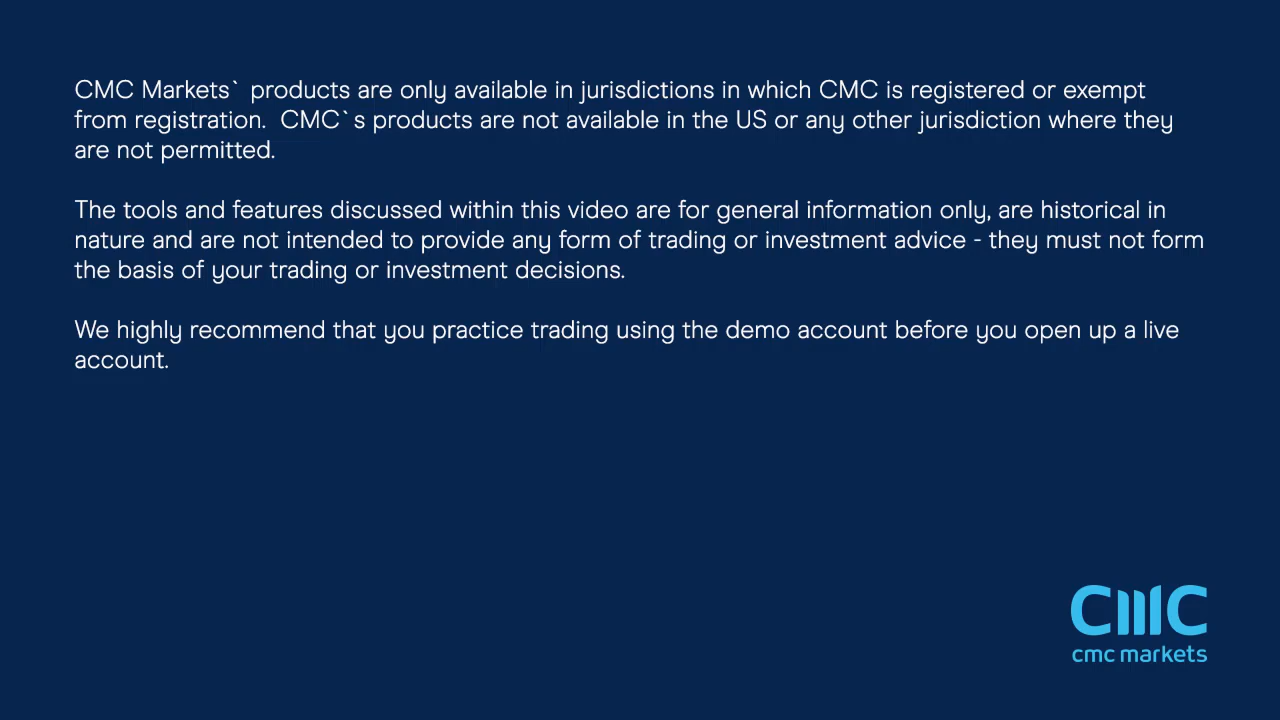 CMC Markets` products are only available in jurisdictions in which CMC is registered or exempt
from registration.  CMC`s products are not available in the US or any other jurisdiction where they
are not permitted.
The tools and features discussed within this video are for general information only, are historical in
nature and are not intended to provide any form of trading or investment advice - they must not form
the basis of your trading or investment decisions.
We highly recommend that you practice trading using the demo account before you open up a live
account.
CMC
cmc markets